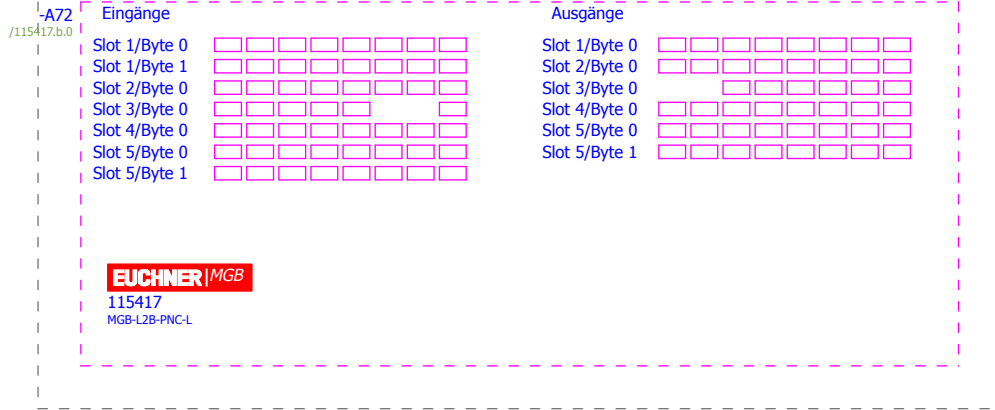 -A72
/115417.b.0
Eingänge
Slot 1/Byte 0
Slot 1/Byte 1
Slot 2/Byte 0
Slot 3/Byte 0
Slot 4/Byte 0
Slot 5/Byte 0
Slot 5/Byte 1
Ausgänge
Slot 1/Byte 0
Slot 2/Byte 0
Slot 3/Byte 0
Slot 4/Byte 0
Slot 5/Byte 0
Slot 5/Byte 1
EUCHNER|MGB
115417
MGB-L2B-PNC-L